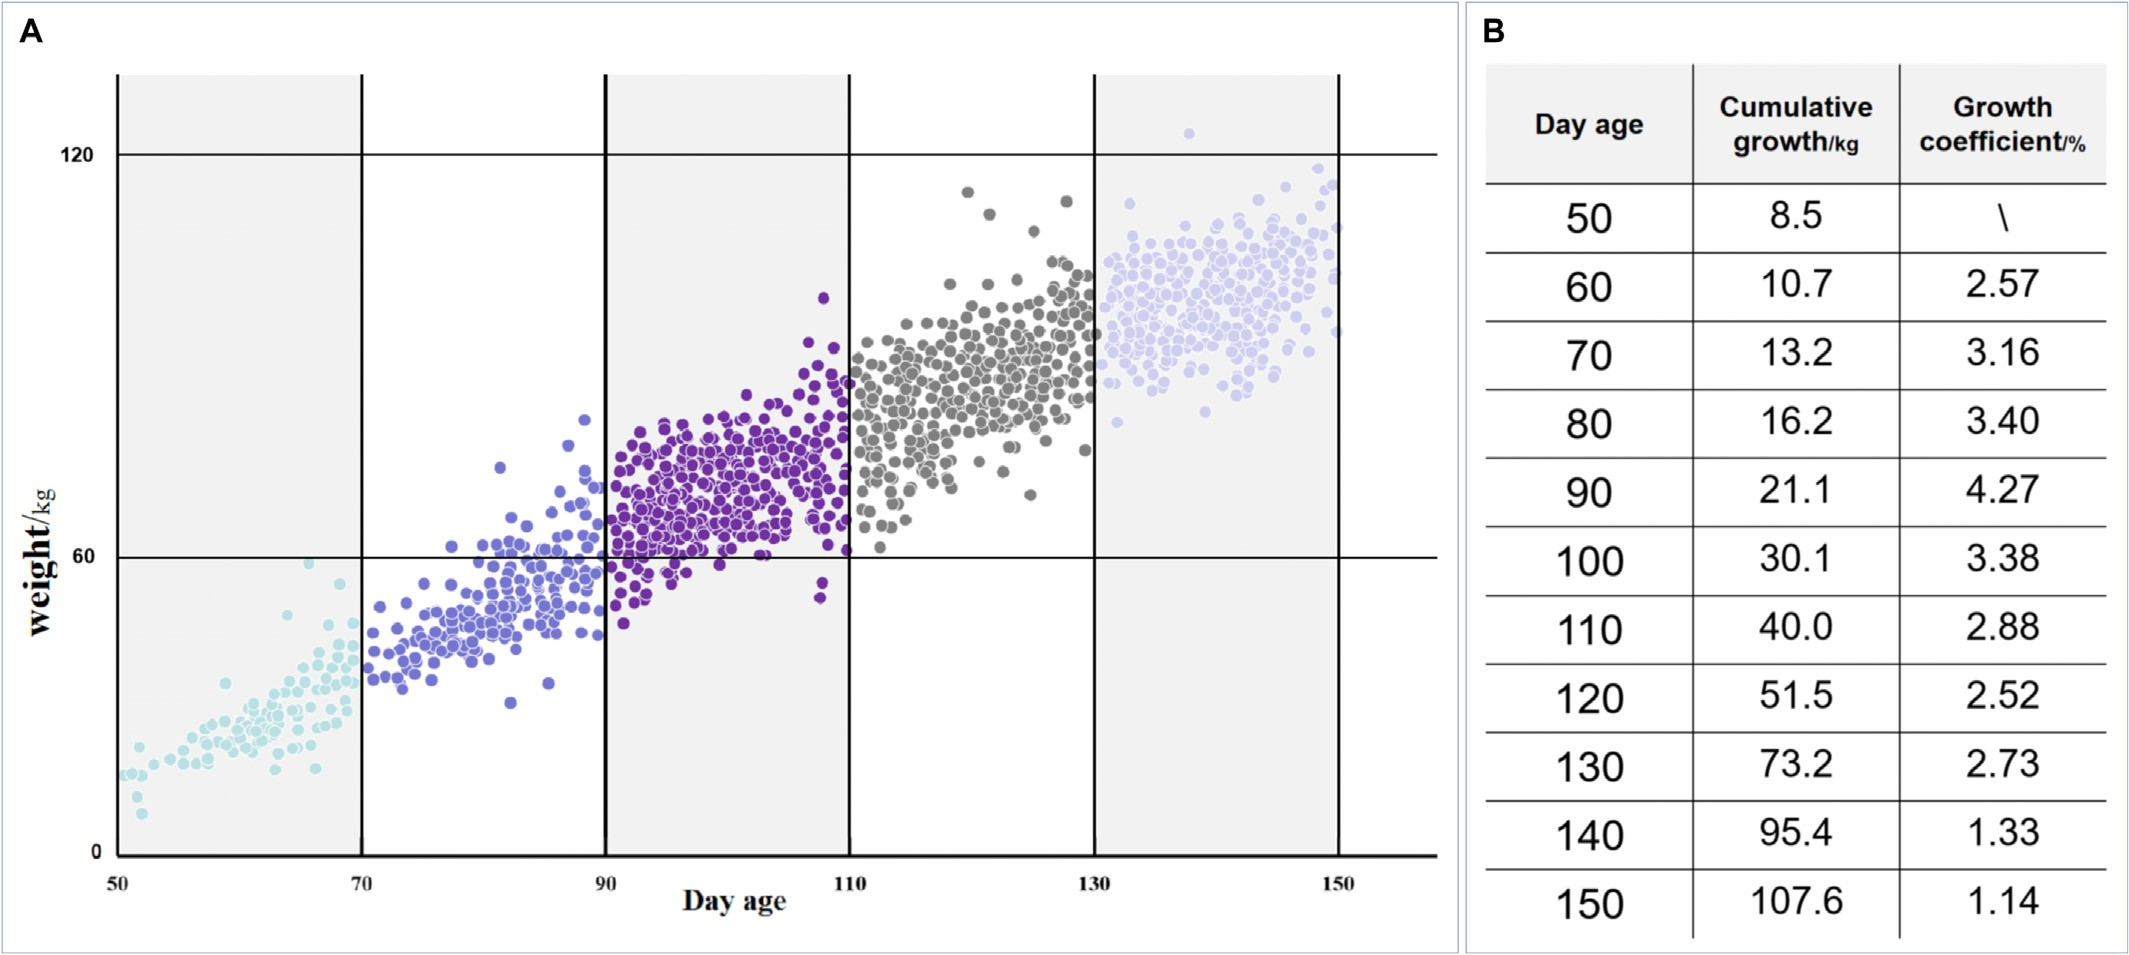 A
120
60
0
weight/kg
50 70 90 110 130 150
Day age
B
Day age Cumulative growth/kg Growth coefficient/%
50 8.5 \
60 10.7 2.57
70 13.2 3.16
80 16.2 3.40
90 21.1 4.27
100 30.1 3.38
110 40.0 2.88
120 51.5 2.52
130 73.2 2.73
140 95.4 1.33
150 107.6 1.14